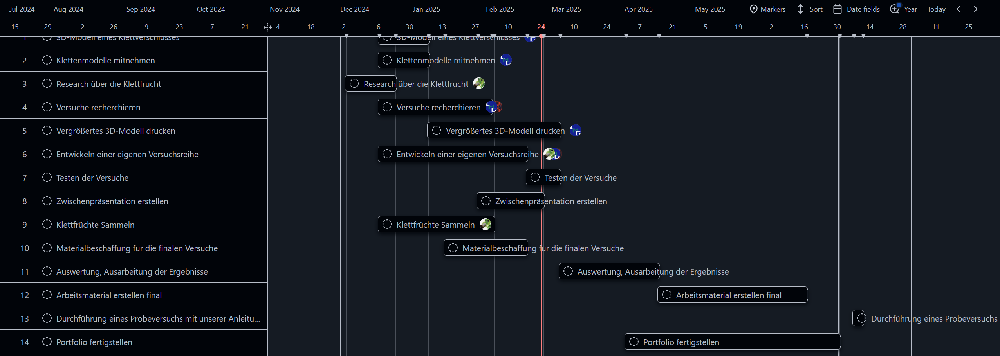 Jul 2024 Aug 2024 Sep 2024 Oct 2024 Nov 2024 Dec 2024 Jan 2025 Feb 2025 Mar 2025 Apr 2025 May 2025 Markers Sort Date fields Year Today
15 29 12 26 9 23 7 21 4 18 2 16 30 13 27 10 24 10 24 7 21 5 19 2 16 30 14 28 11 25
1 3D-Modell eines Klettverschlusses 3D-Modell eines Klettverschlusses
2 Klettenmodelle mitnehmen Klettenmodelle mitnehmen
3 Research über die Klettfrucht Research über die Klettfrucht
4 Versuche recherchieren Versuche recherchieren
5 Vergrößertes 3D-Modell drucken Vergrößertes 3D-Modell drucken
6 Entwickeln einer eigenen Versuchsreihe Entwickeln einer eigenen Versuchsreihe
7 Testen der Versuche Testen der Versuche
8 Zwischenpräsentation erstellen Zwischenpräsentation erstellen
9 Klettfrüchte Sammeln Klettfrüchte Sammeln
10 Materialbeschaffung für die finalen Versuche Materialbeschaffung für die finalen Versuche
11 Auswertung, Ausarbeitung der Ergebnisse Auswertung, Ausarbeitung der Ergebnisse
12 Arbeitsmaterial erstellen final Arbeitsmaterial erstellen final
13 Durchführung eines Probeversuchs mit unserer Anleitu... Durchführung eines Probeversuchs
14 Portfolio fertigstellen Portfolio fertigstellen